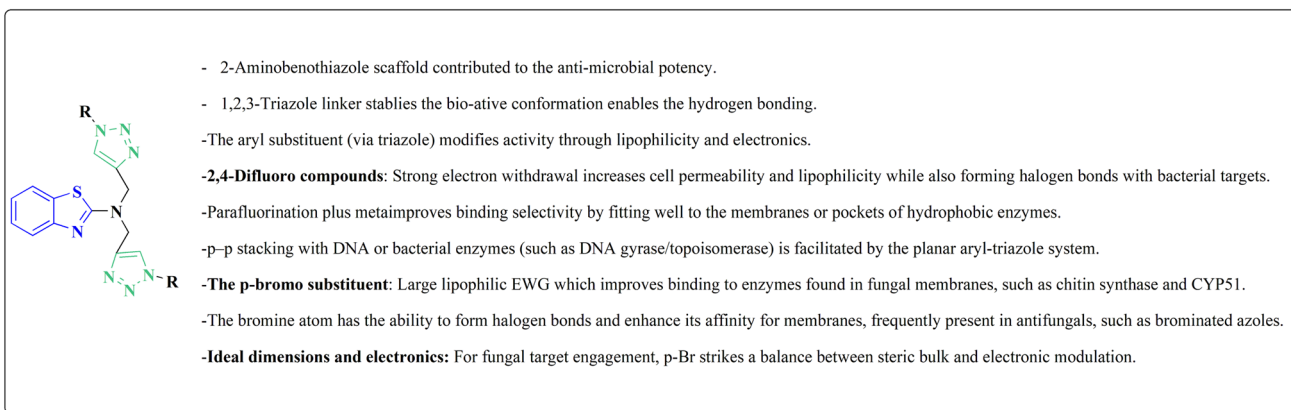 - 2-Aminobenothiazole scaffold contributed to the anti-microbial potency.
- 1,2,3-Triazole linker stablies the bio-ative conformation enables the hydrogen bonding.
-The aryl substituent (via triazole) modifies activity through lipophilicity and electronics.
-2,4-Difluoro compounds: Strong electron withdrawal increases cell permeability and lipophilicity while also forming halogen bonds with bacterial targets.
-Parafluorination plus metaimproves binding selectivity by fitting well to the membranes or pockets of hydrophobic enzymes.
-p–p stacking with DNA or bacterial enzymes (such as DNA gyrase/topoisomerase) is facilitated by the planar aryl-triazole system.
-The p-bromo substituent: Large lipophilic EWG which improves binding to enzymes found in fungal membranes, such as chitin synthase and CYP51.
-The bromine atom has the ability to form halogen bonds and enhance its affinity for membranes, frequently present in antifungals, such as brominated azoles.
-Ideal dimensions and electronics: For fungal target engagement, p-Br strikes a balance between steric bulk and electronic modulation.
R
N N
N
S
N
N
N N R
N